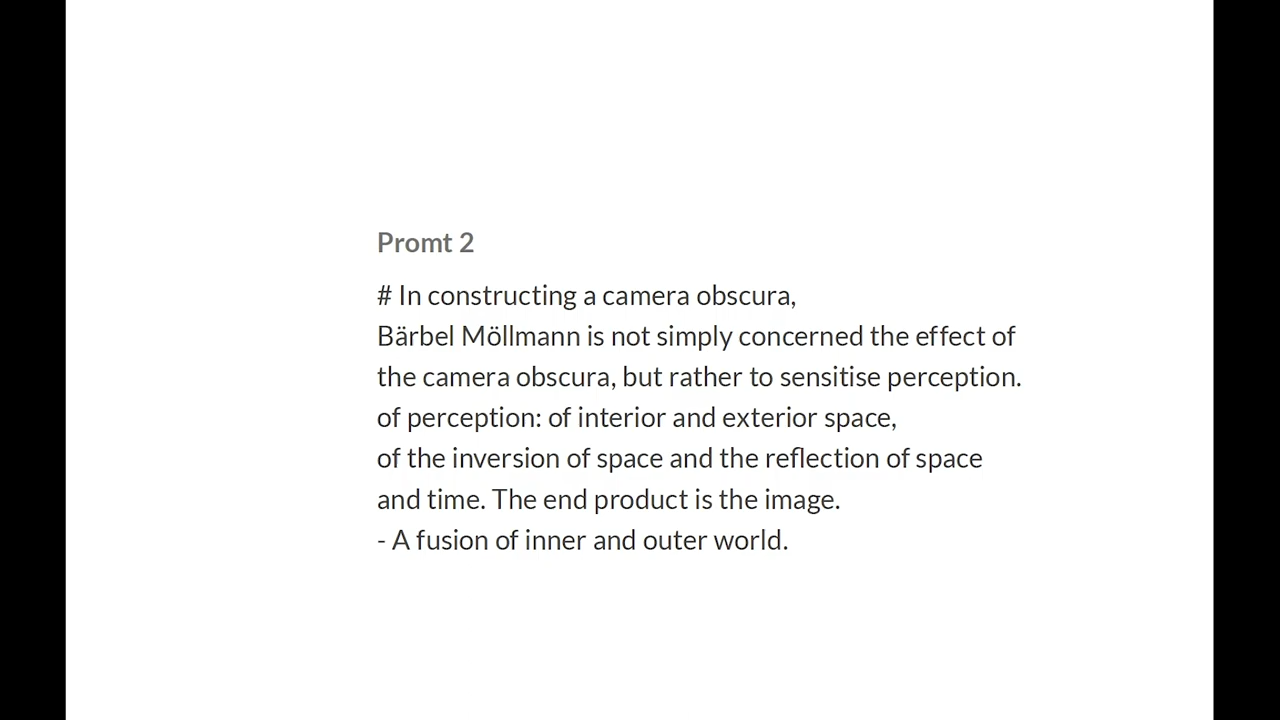 Promt 2
# In constructing a camera obscura,
Bärbel Möllmann is not simply concerned the effect of
the camera obscura, but rather to sensitise perception.
of perception: of interior and exterior space,
of the inversion of space and the reflection of space
and time. The end product is the image.
- A fusion of inner and outer world.